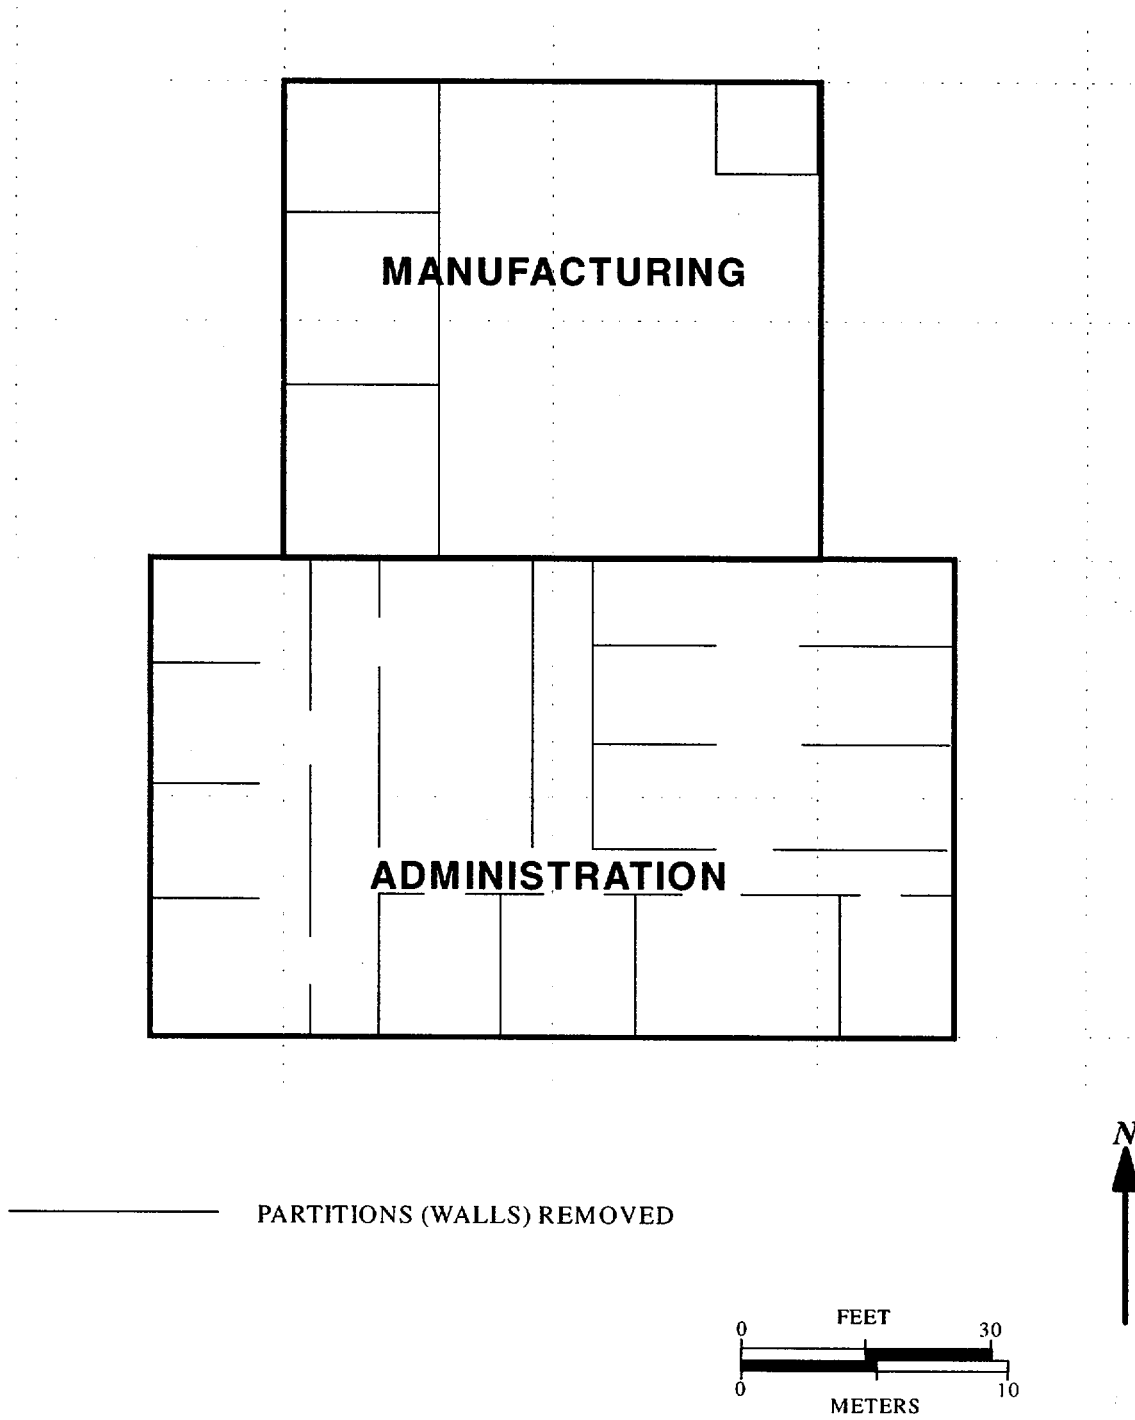 MANUFACTURING
ADMINISTRATION
N
PARTITIONS (WALLS) REMOVED
FEET
0 30
0 10
METERS